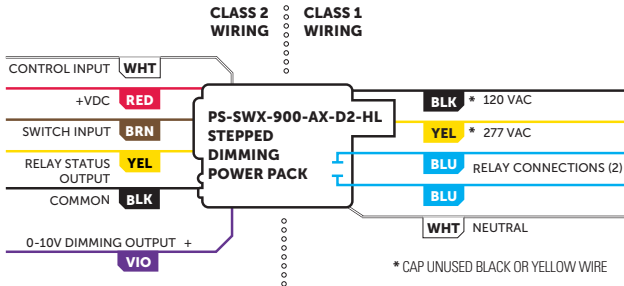 CLASS 2 WIRING
CLASS 1 WIRING
CONTROL INPUT WHT
+VDC RED
SWITCH INPUT BRN
RELAY STATUS OUTPUT YEL
COMMON BLK
0-10V DIMMING OUTPUT +
VIO
PS-SWX-900-AX-D2-HL
STEPPED
DIMMING
POWER PACK
BLK * 120 VAC
YEL * 277 VAC
BLU RELAY CONNECTIONS (2)
BLU
WHT NEUTRAL
* CAP UNUSED BLACK OR YELLOW WIRE